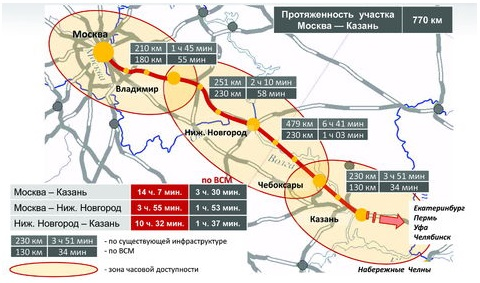 Протяженность участка
Москва — Казань
770 км
Москва
210 км
1 ч 45 мин
180 км
55 мин
Владимир
251 км
2 ч 10 мин
230 км
58 мин
Ниж. Новгород
479 км
6 ч 41 мин
230 км
1 ч 03 мин
Волга
Чебоксары
230 км
3 ч 51 мин
130 км
34 мин
Казань
Екатеринбург
Пермь
Уфа
Челябинск
Набережные Челны
по ВСМ
Москва – Казань
14 ч. 7 мин.
3 ч. 30 мин
Москва – Ниж. Новгород
3 ч. 55 мин
1 ч. 53 мин
Ниж. Новгород – Казань
10 ч. 32 мин.
1 ч. 37 мин
230 км
3 ч 51 мин
- по существующей инфраструктуре
130 км
34 мин
- по ВСМ
- зона часовой доступности